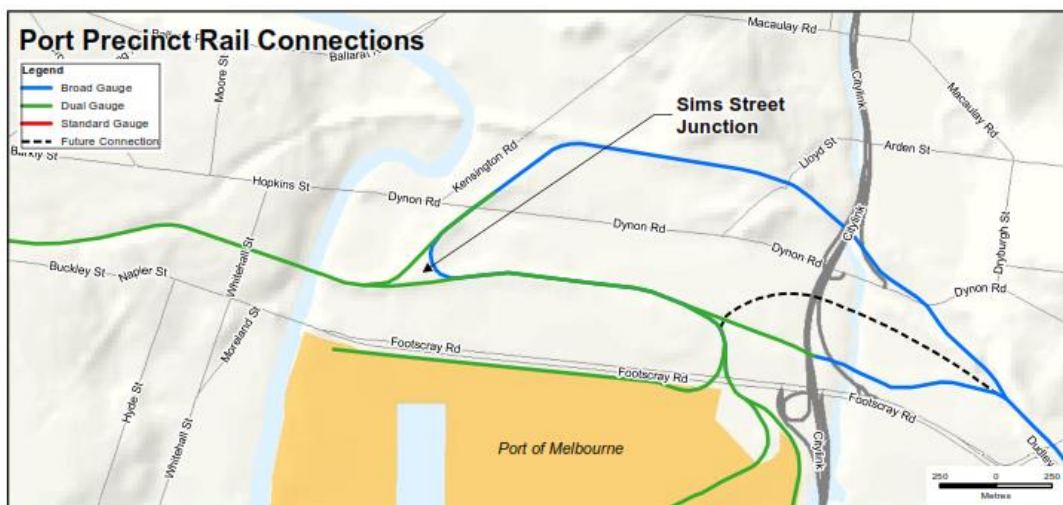 Port Precinct Rail Connections
Legend
Broad Gauge
Dual Gauge
Standard Gauge
Future Connection
Moore St
Ballarat
Macaulay Rd
Citylink
Macaulay Rd
Sims Street
Junction
Kensington Rd
Lloyd St
Arden St
Barkly St
Hopkins St
Dynon Rd
Dynon Rd
Dynon Rd
Citylink
Dryburgh St
Dynon Rd
Buckley St
Napier St
Whitehall St
Moreland St
Footscray Rd
Footscray Rd
Footscray Rd
Hyde St
Whitehall St
Port of Melbourne
Citylink
Dudley
250 0 250
Metres